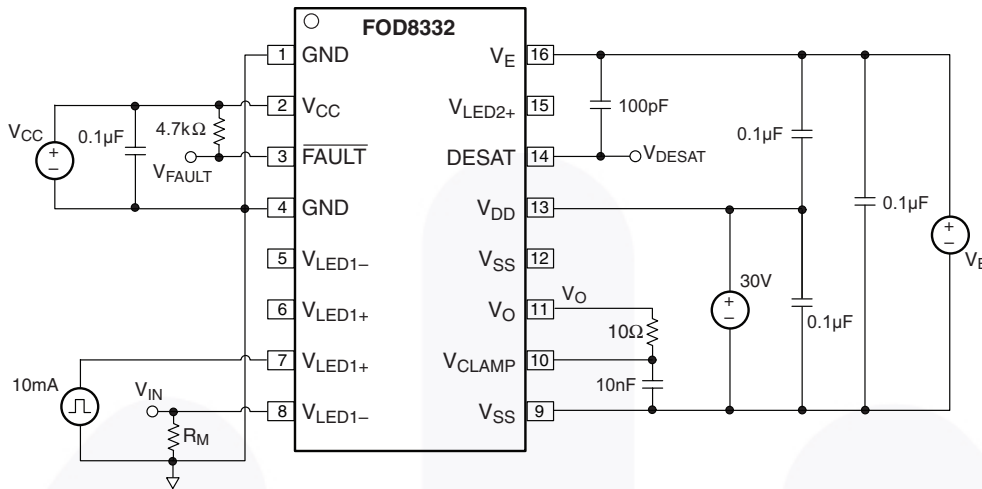 FOD8332
1 GND
2 VCC
3 FAULT
4 GND
5 VLED1−
6 VLED1+
7 VLED1+
8 VLED1−
VE 16
VLED2+ 15
DESAT 14
VDD 13
VSS 12
VO 11
VCLAMP 10
VSS 9
VCC
+
−
0.1µF
4.7kΩ
VFAULT
10mA
VIN
RM
100pF
VDESAT
0.1µF
0.1µF
30V
+
−
0.1µF
VO
10Ω
10nF
+
−